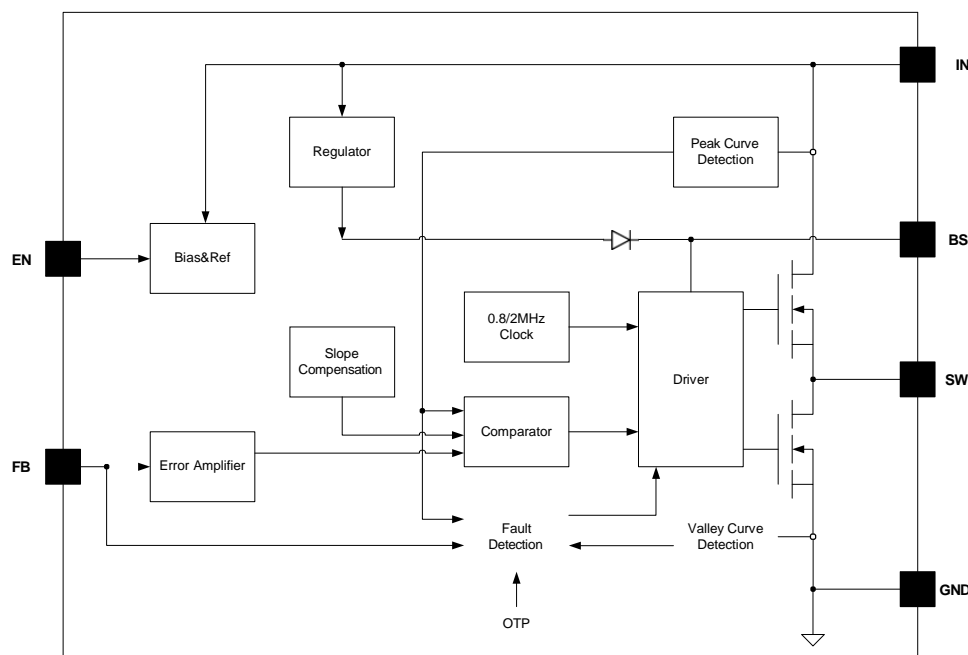 IN
Regulator
Peak Curve
Detection
EN
Bias&Ref
BS
0.8/2MHz
Clock
Slope
Compensation
Driver
SW
Comparator
FB
Error Amplifier
Fault
Detection
Valley Curve
Detection
GND
OTP